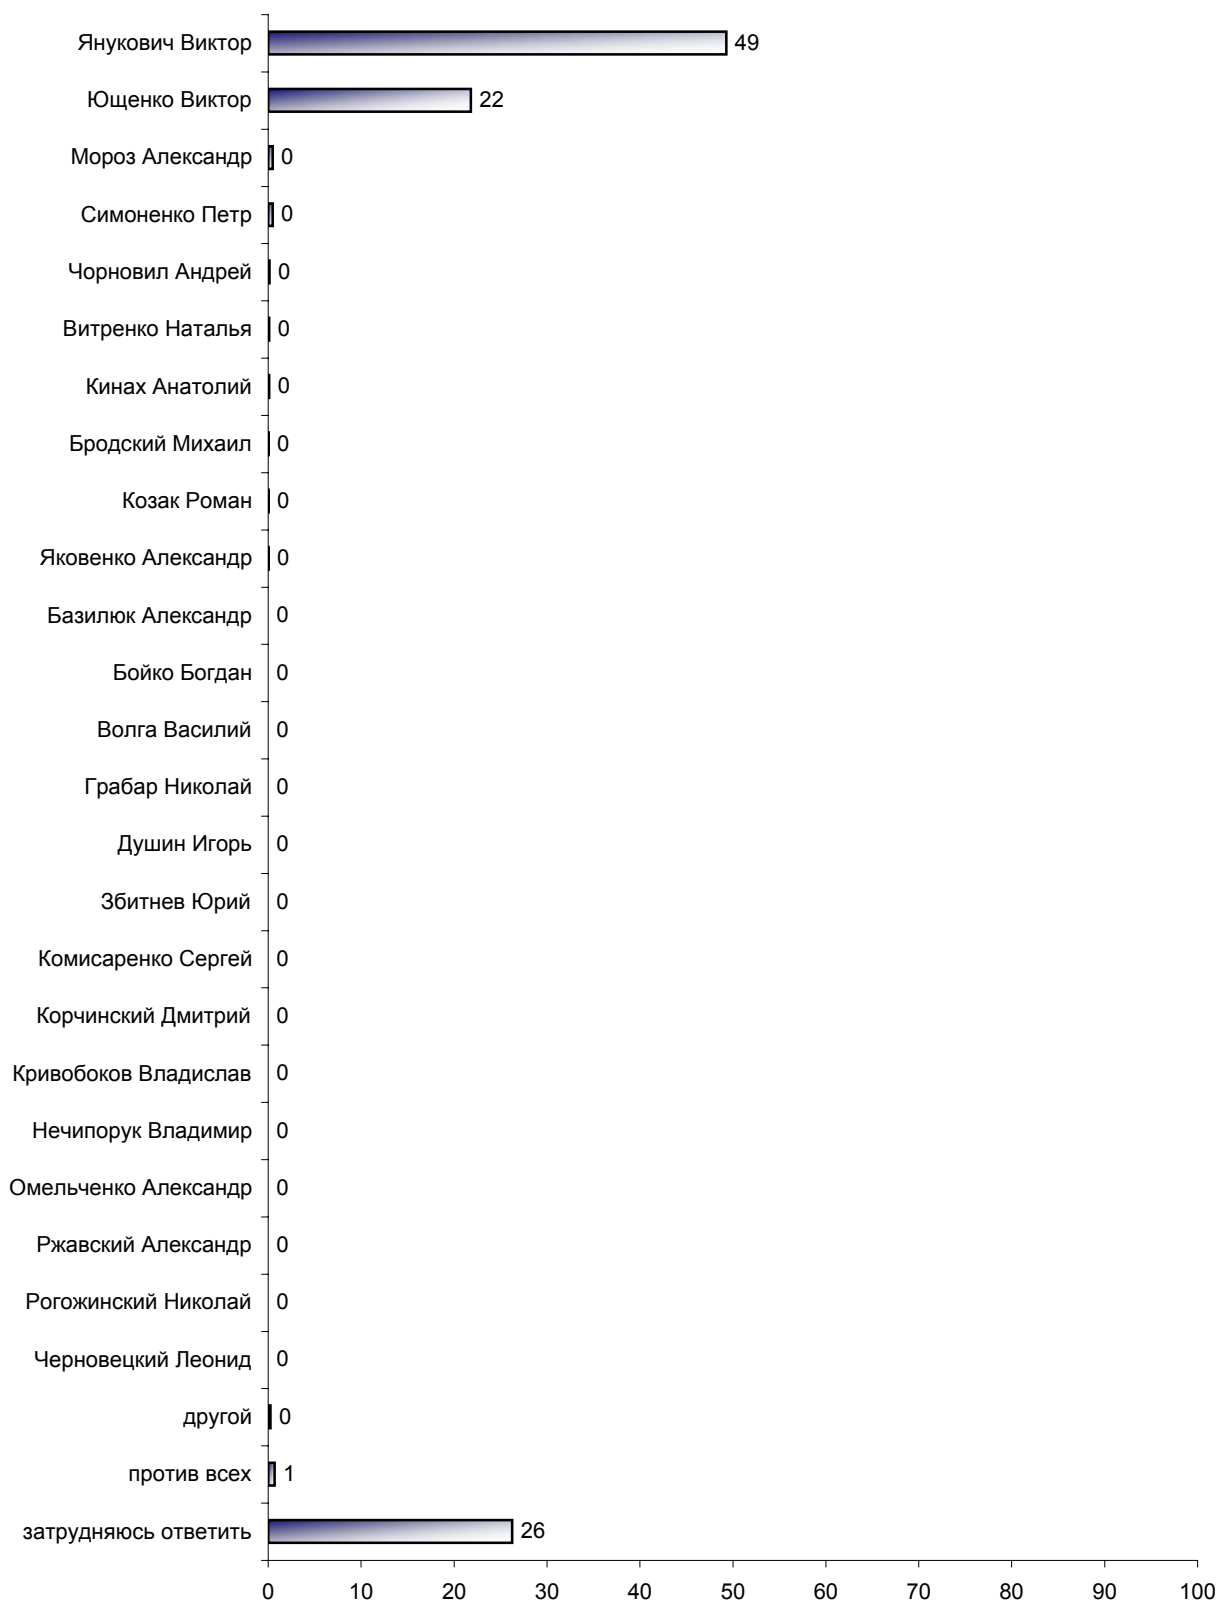 Янукович Виктор 49
Ющенко Виктор 22
Мороз Александр 0
Симоненко Петр 0
Чорновил Андрей 0
Витренко Наталья 0
Кинах Анатолий 0
Бродский Михаил 0
Козак Роман 0
Яковенко Александр 0
Базилюк Александр 0
Бойко Богдан 0
Волга Василий 0
Грабар Николай 0
Душин Игорь 0
Збитнев Юрий 0
Комисаренко Сергей 0
Корчинский Дмитрий 0
Кривобоков Владислав 0
Нечипорук Владимир 0
Омельченко Александр 0
Ржавский Александр 0
Рогожинский Николай 0
Черновецкий Леонид 0
другой 0
против всех 1
затрудняюсь ответить 26
0 10 20 30 40 50 60 70 80 90 100